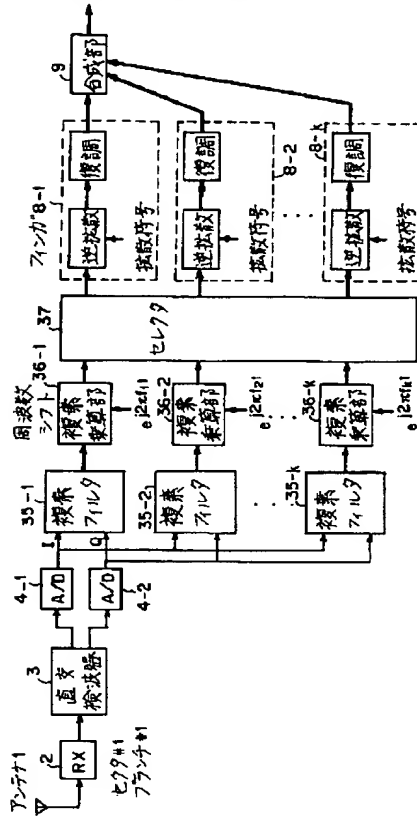 アンテナ1
2
RX
セクタ#1
ブランチ#1
3
直交
検波器
4-1
A/D
A/D
4-2
I
Q
35-1
複素
フィルタ
35-2
複素
フィルタ
35-k
複素
フィルタ
周波数
シフト
36-1
複素
乗算部
e^j2πf1t
36-2
複素
乗算部
e^j2πf2t
36-k
複素
乗算部
e^j2πfkt
37
セレクタ
フィンガ8-1
逆拡散
復調
拡散符号
8-2
逆拡散
復調
拡散符号
8-k
逆拡散
復調
拡散符号
9
合成部